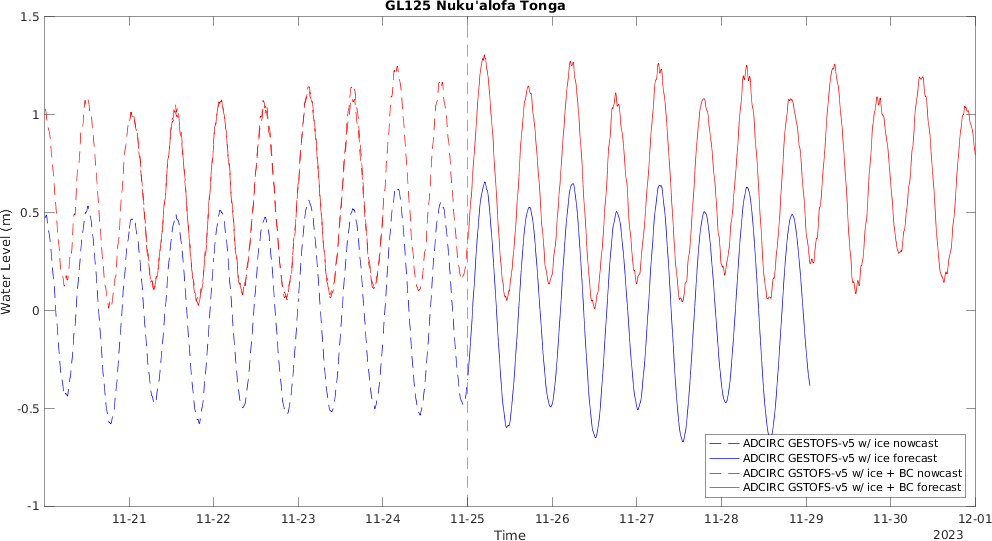 GL125 Nuku'alofa Tonga
Water Level (m)
1.5
1
0.5
0
-0.5
-1
ADCIRC GESTOFS-v5 w/ ice nowcast
ADCIRC GESTOFS-v5 w/ ice forecast
ADCIRC GSTOFS-v5 w/ ice + BC nowcast
ADCIRC GSTOFS-v5 w/ ice + BC forecast
11-21 11-22 11-23 11-24 11-25 11-26 11-27 11-28 11-29 11-30 12-01
Time
2023